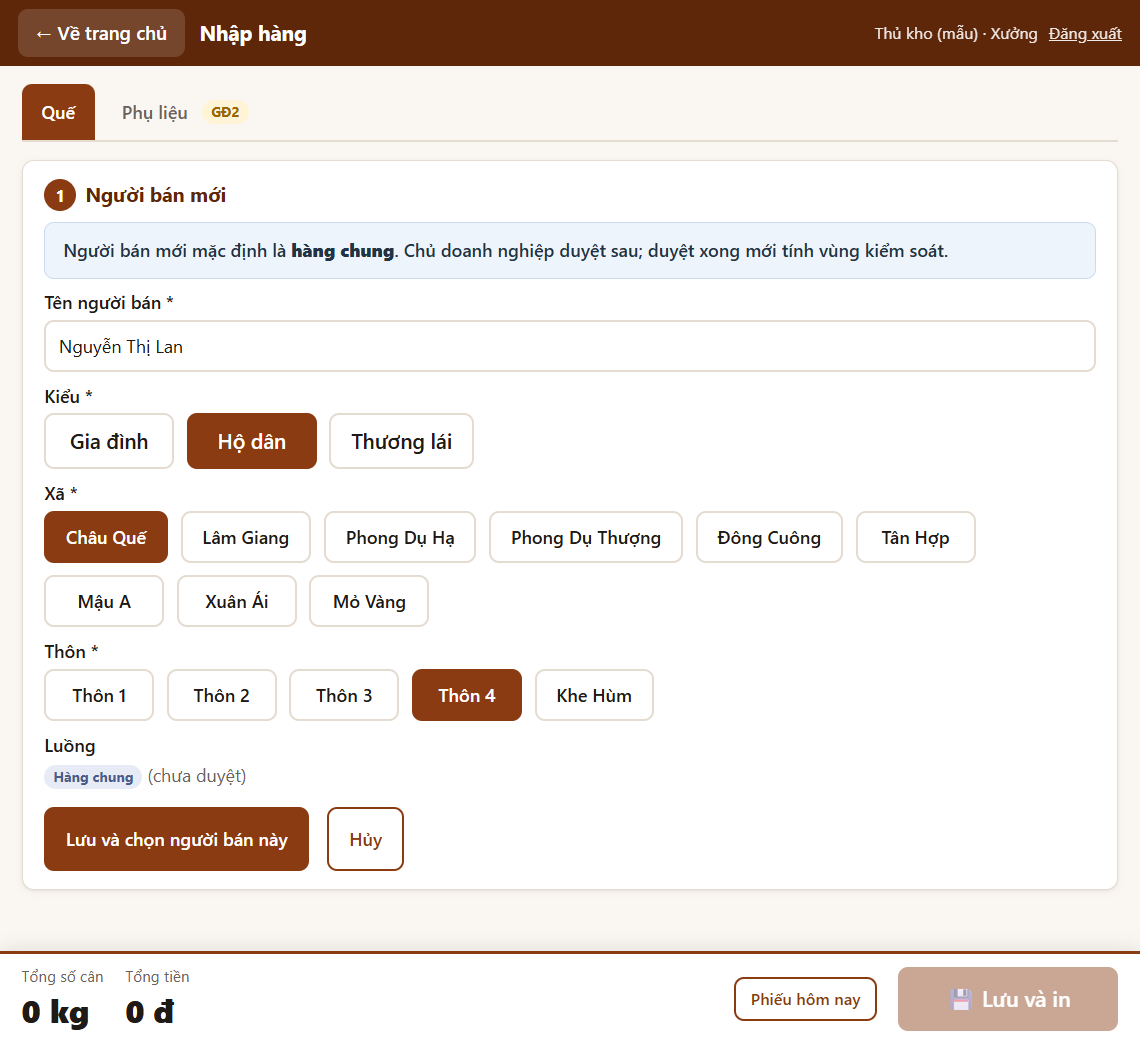 ← Về trang chủ Nhập hàng Thủ kho (mẫu) · Xưởng Đăng xuất
Quế Phụ liệu GĐ2
1 Người bán mới
Người bán mới mặc định là hàng chung. Chủ doanh nghiệp duyệt sau; duyệt xong mới tính vùng kiểm soát.
Tên người bán *
Nguyễn Thị Lan
Kiểu *
Gia đình Hộ dân Thương lái
Xã *
Châu Quế Lâm Giang Phong Dụ Hạ Phong Dụ Thượng Đông Cuông Tân Hợp
Mậu A Xuân Ái Mỏ Vàng
Thôn *
Thôn 1 Thôn 2 Thôn 3 Thôn 4 Khe Hùm
Luồng
Hàng chung (chưa duyệt)
Lưu và chọn người bán này Hủy
Tổng số cân Tổng tiền
0 kg 0 đ Phiếu hôm nay 💾 Lưu và in